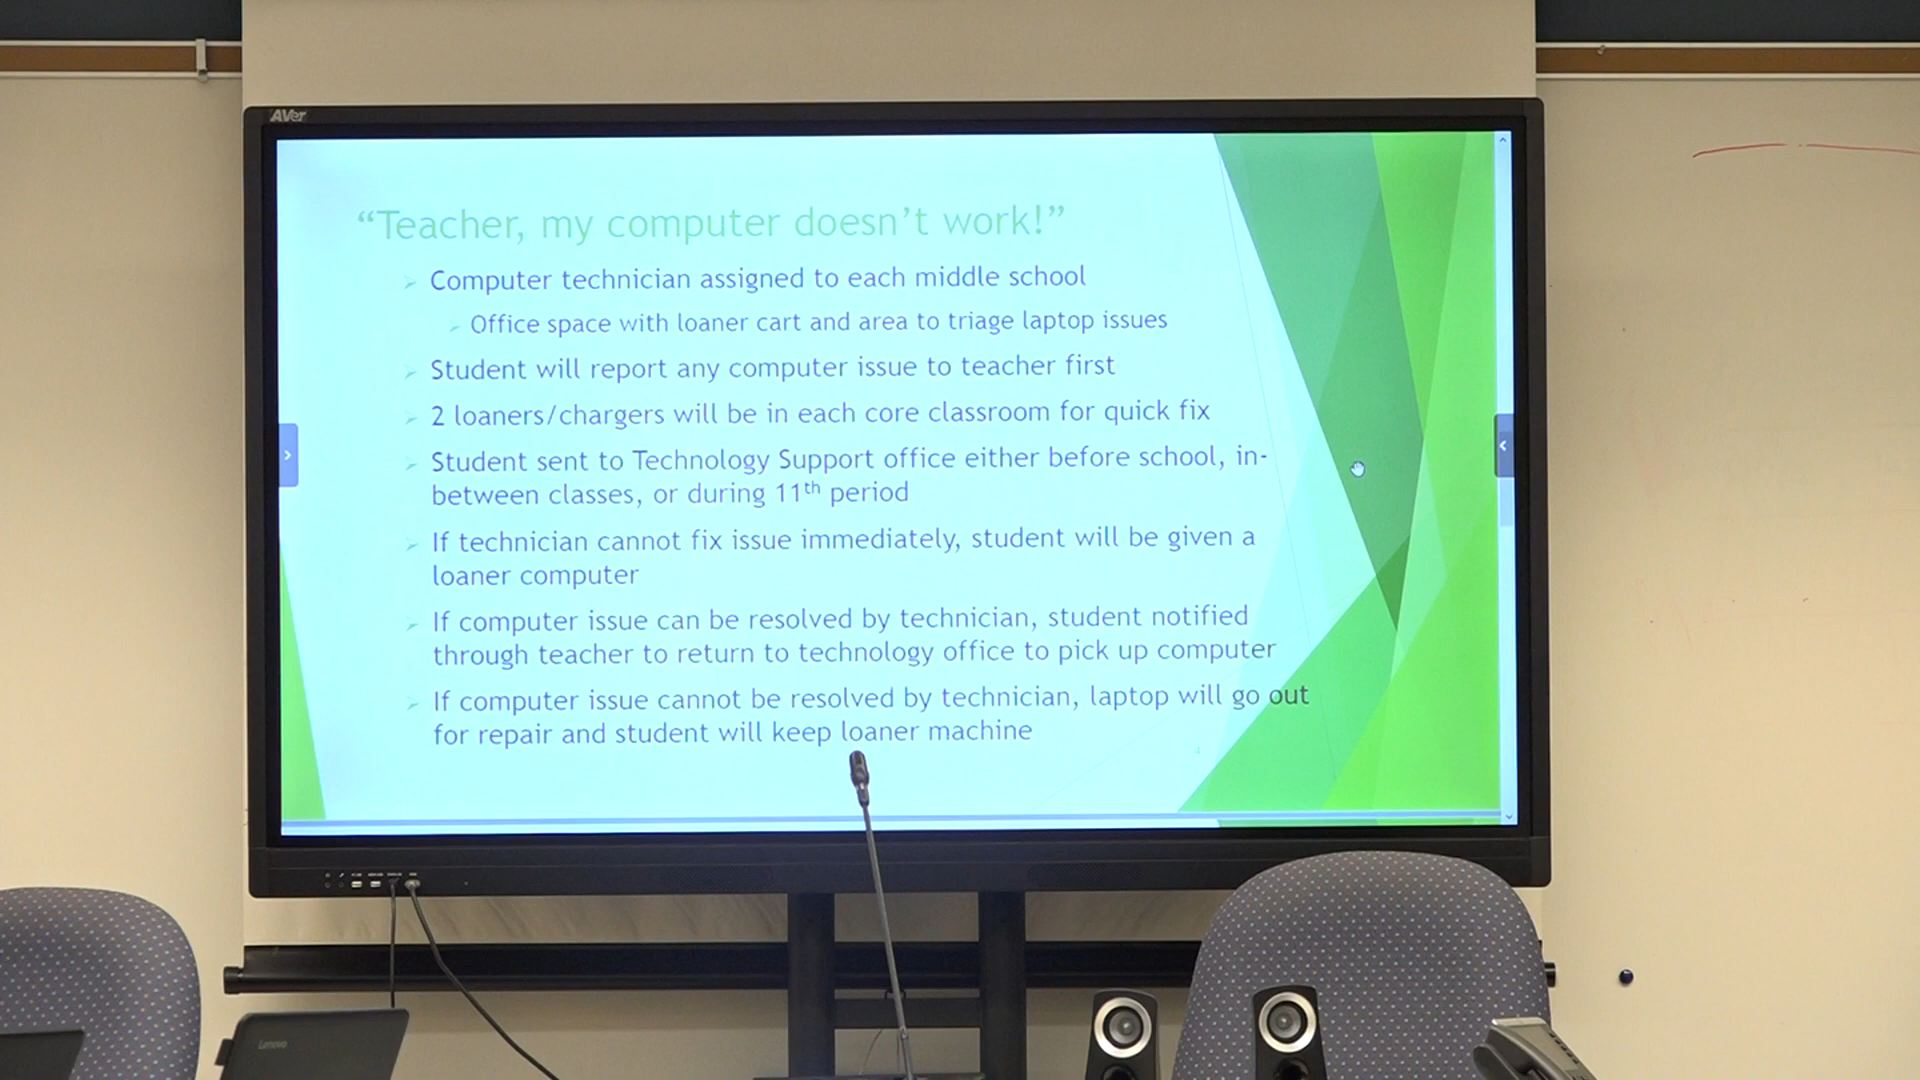 AVer
“Teacher, my computer doesn’t work!”
Computer technician assigned to each middle school
Office space with loaner cart and area to triage laptop issues
Student will report any computer issue to teacher first
2 loaners/chargers will be in each core classroom for quick fix
Student sent to Technology Support office either before school, in-
between classes, or during 11th period
If technician cannot fix issue immediately, student will be given a
loaner computer
If computer issue can be resolved by technician, student notified
through teacher to return to technology office to pick up computer
If computer issue cannot be resolved by technician, laptop will go out
for repair and student will keep loaner machine
Lenovo